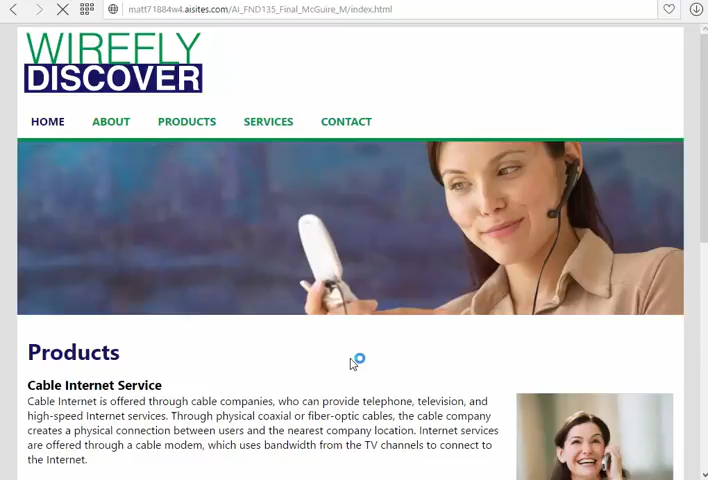 matt71884w4.aisites.com/AI_FND135_Final_McGuire_M/index.html
WIREFLY
DISCOVER
HOME ABOUT PRODUCTS SERVICES CONTACT
Products
Cable Internet Service
Cable Internet is offered through cable companies, who can provide telephone, television, and
high-speed Internet services. Through physical coaxial or fiber-optic cables, the cable company
creates a physical connection between users and the nearest company location. Internet services
are offered through a cable modem, which uses bandwidth from the TV channels to connect to
the Internet.